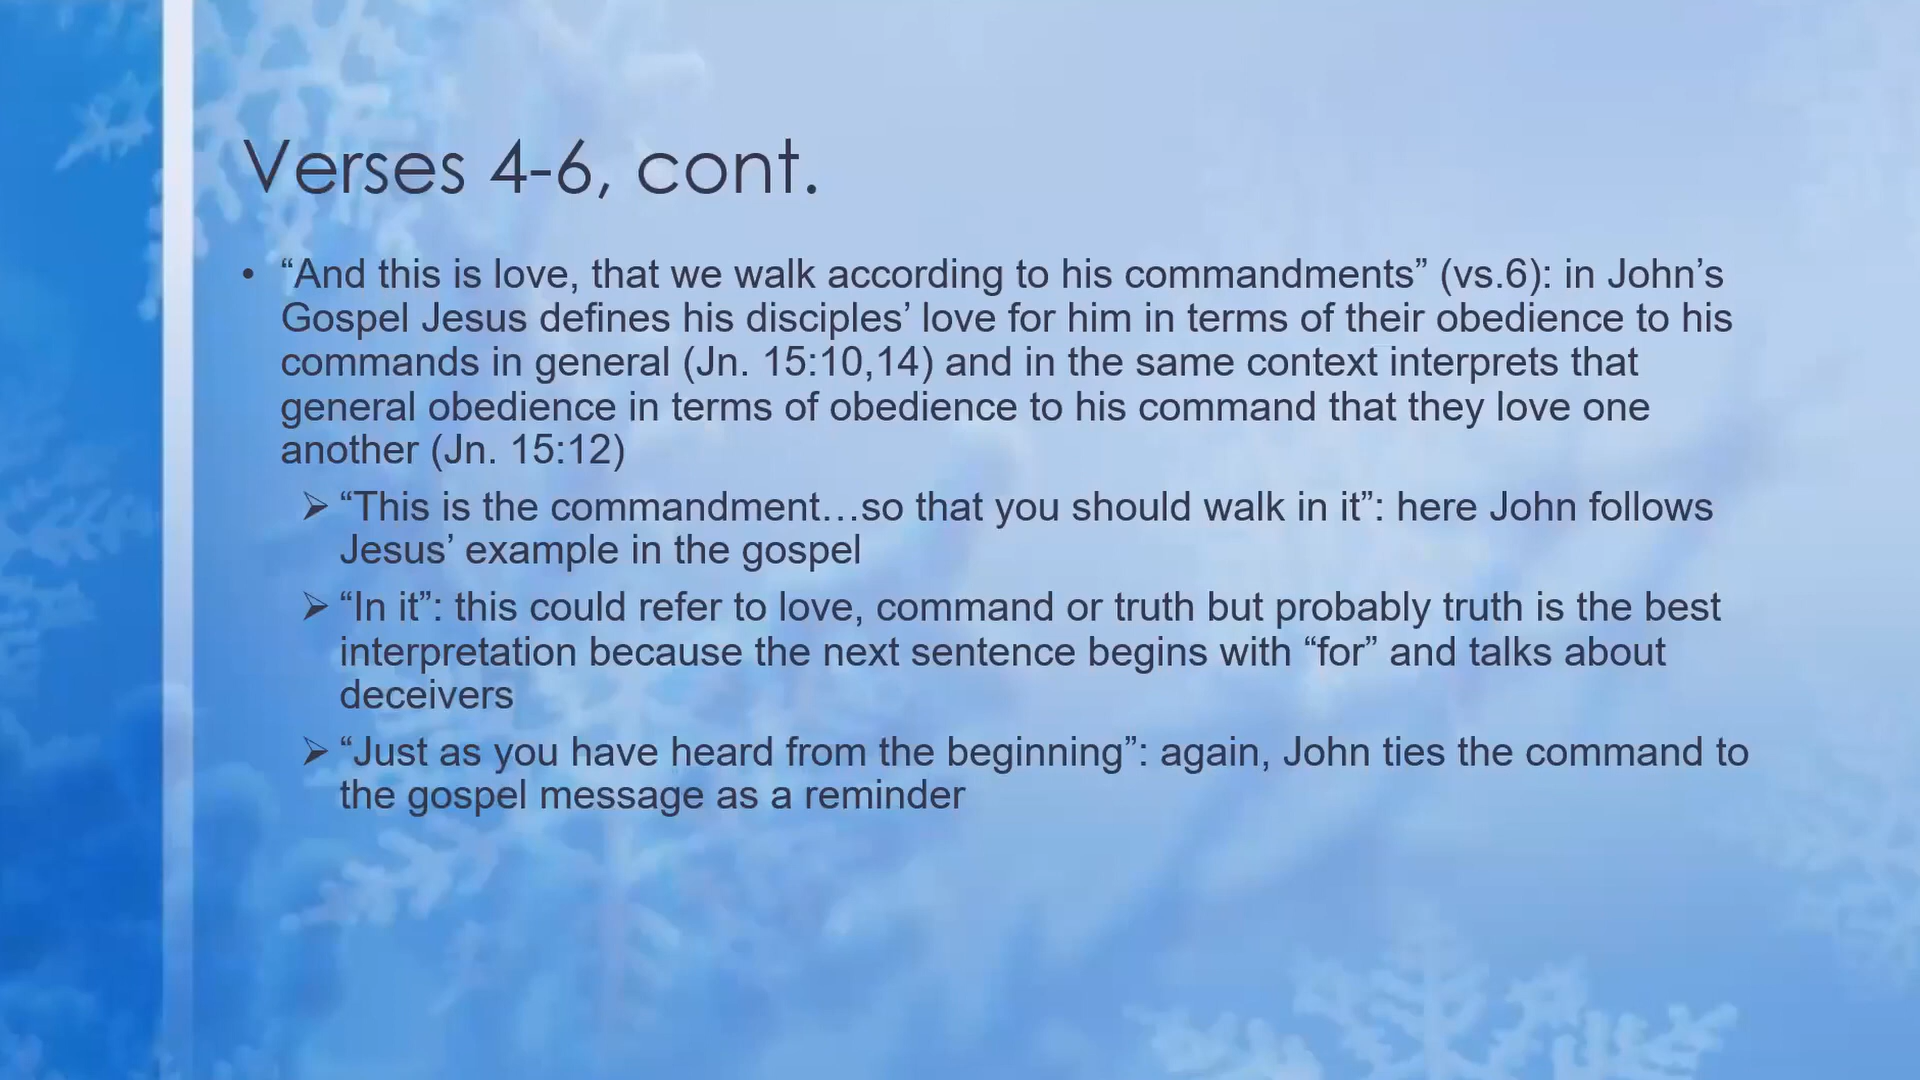 Verses 4-6, cont.
• “And this is love, that we walk according to his commandments” (vs.6): in John’s
Gospel Jesus defines his disciples’ love for him in terms of their obedience to his
commands in general (Jn. 15:10,14) and in the same context interprets that
general obedience in terms of obedience to his command that they love one
another (Jn. 15:12)
➢ “This is the commandment…so that you should walk in it”: here John follows
Jesus’ example in the gospel
➢ “In it”: this could refer to love, command or truth but probably truth is the best
interpretation because the next sentence begins with “for” and talks about
deceivers
➢ “Just as you have heard from the beginning”: again, John ties the command to
the gospel message as a reminder